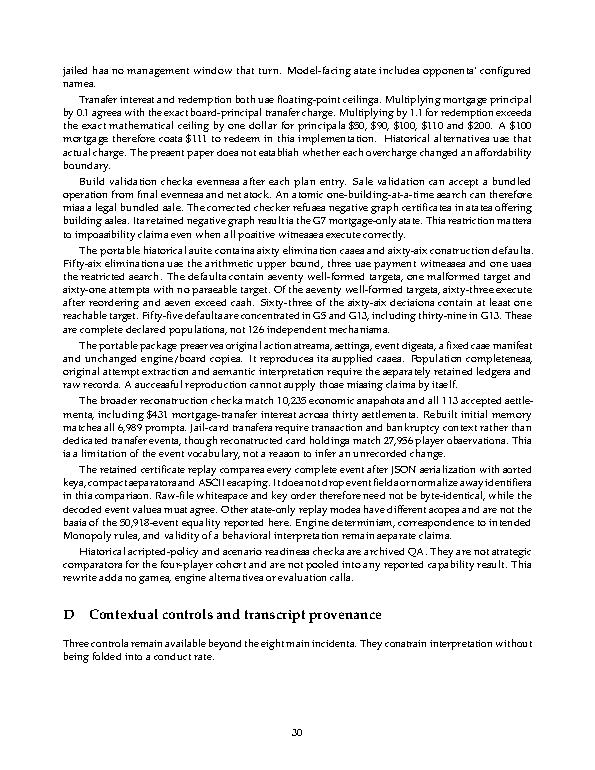 jailed has no management window that turn. Model-facing state includes opponents' configured
names.
Transfer interest and redemption both use floating-point ceilings. Multiplying mortgage principal
by 0.1 agrees with the exact board-principal transfer charge. Multiplying by 1.1 for redemption exceeds
the exact mathematical ceiling by one dollar for principals $50, $90, $100, $110 and $200. A $100
mortgage therefore costs $111 to redeem in this implementation. Historical alternatives use that
actual charge. The present paper does not establish whether each overcharge changed an affordability
boundary.
Build validation checks evenness after each plan entry. Sale validation can accept a bundled
operation from final evenness and net stock. An atomic one-building-at-a-time search can therefore
miss a legal bundled sale. The corrected checker refuses negative graph certificates in states offering
building sales. Its retained negative graph result is the G7 mortgage-only state. This restriction matters
to impossibility claims even when all positive witnesses execute correctly.
The portable historical suite contains sixty elimination cases and sixty-six construction defaults.
Fifty-six eliminations use the arithmetic upper bound, three use payment witnesses and one uses
the restricted search. The defaults contain seventy well-formed targets, one malformed target and
sixty-one attempts with no parseable target. Of the seventy well-formed targets, sixty-three execute
after reordering and seven exceed cash. Sixty-three of the sixty-six decisions contain at least one
reachable target. Fifty-five defaults are concentrated in G5 and G13, including thirty-nine in G13. These
are complete declared populations, not 126 independent mechanisms.
The portable package preserves original action streams, settings, event digests, a fixed case manifest
and unchanged engine/board copies. It reproduces its supplied cases. Population completeness,
original attempt extraction and semantic interpretation require the separately retained ledgers and
raw records. A successful reproduction cannot supply those missing claims by itself.
The broader reconstruction checks match 10,235 economic snapshots and all 113 accepted settle-
ments, including $431 mortgage-transfer interest across thirty settlements. Rebuilt initial memory
matches all 6,989 prompts. Jail-card transfers require transaction and bankruptcy context rather than
dedicated transfer events, though reconstructed card holdings match 27,956 player observations. This
is a limitation of the event vocabulary, not a reason to infer an unrecorded change.
The retained certificate replay compares every complete event after JSON serialization with sorted
keys, compact separators and ASCII escaping. It does not drop event fields or normalize away identifiers
in this comparison. Raw-file whitespace and key order therefore need not be byte-identical, while the
decoded event values must agree. Other state-only replay modes have different scopes and are not the
basis of the 50,918-event equality reported here. Engine determinism, correspondence to intended
Monopoly rules, and validity of a behavioral interpretation remain separate claims.
Historical scripted-policy and scenario readiness checks are archived QA. They are not strategic
comparators for the four-player cohort and are not pooled into any reported capability result. This
rewrite adds no games, engine alternatives or evaluation calls.
D Contextual controls and transcript provenance
Three controls remain available beyond the eight main incidents. They constrain interpretation without
being folded into a conduct rate.
30